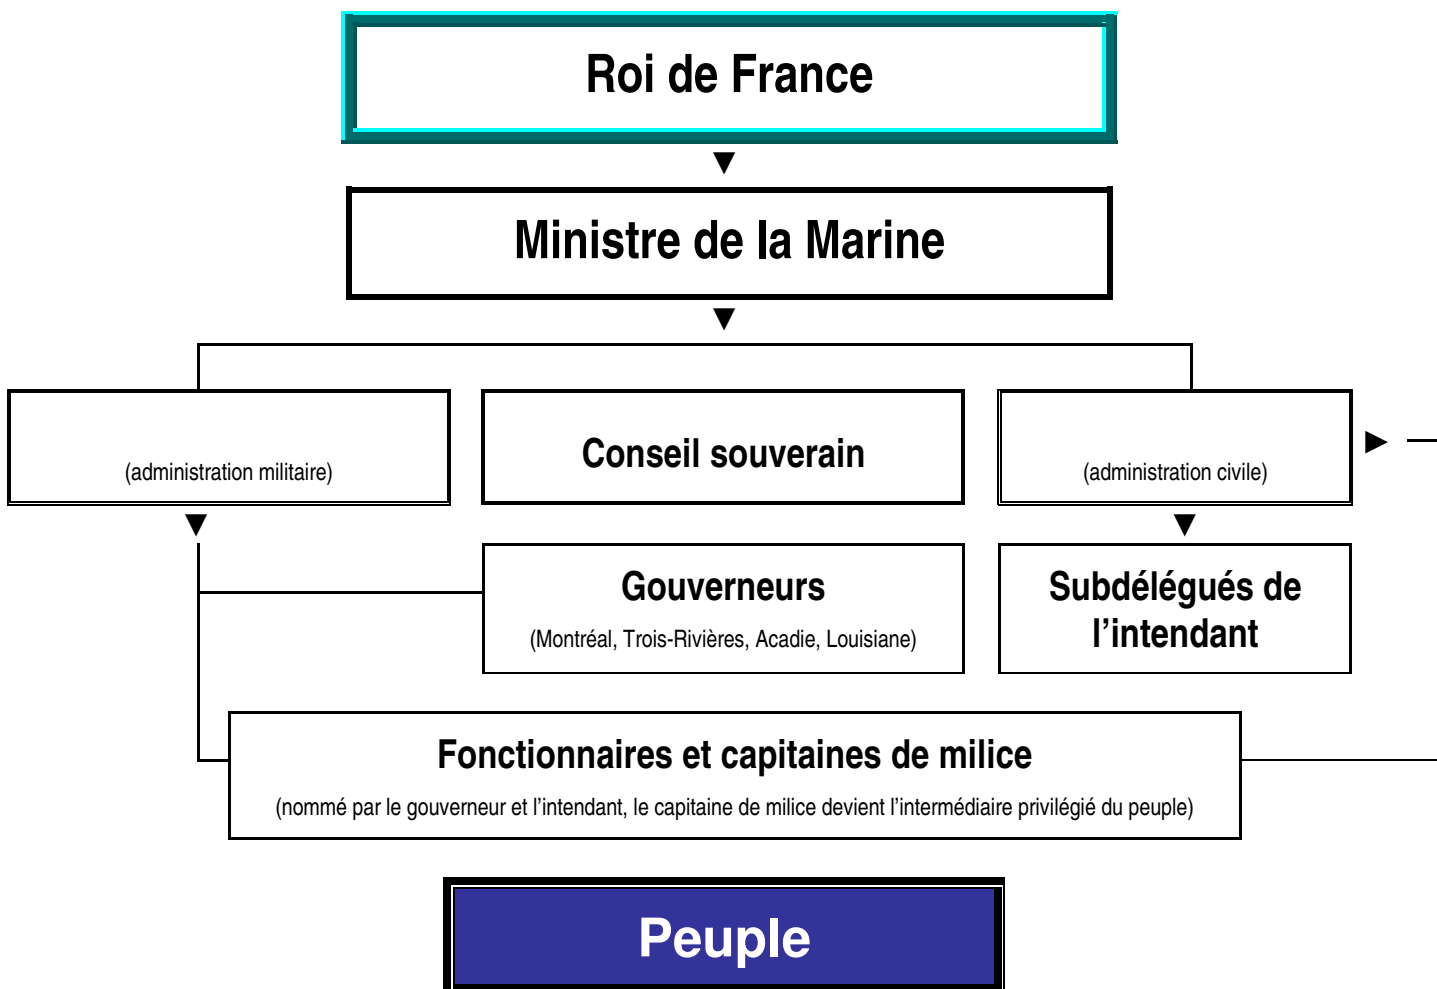 Roi de France
Ministre de la Marine
(administration militaire)
Conseil souverain
(administration civile)
Gouverneurs
(Montréal, Trois-Rivières, Acadie, Louisiane)
Subdélégués de
l’intendant
Fonctionnaires et capitaines de milice
(nommé par le gouverneur et l’intendant, le capitaine de milice devient l’intermédiaire privilégié du peuple)
Peuple